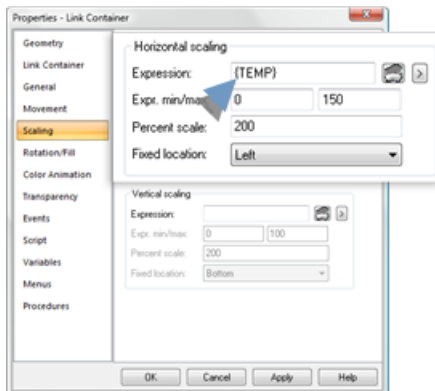 Properties - Link Container
Geometry
Link Container
General
Movement
Scaling
Rotation/Fill
Color Animation
Transparency
Events
Script
Variables
Menus
Procedures
Horizontal scaling
Expression: {TEMP} >
Expr. min/max: 0 150
Percent scale: 200
Fixed location: Left
Vertical scaling
Expression: >
Expr. min/max: 0 100
Percent scale: 200
Fixed location: Bottom
OK Cancel Apply Help